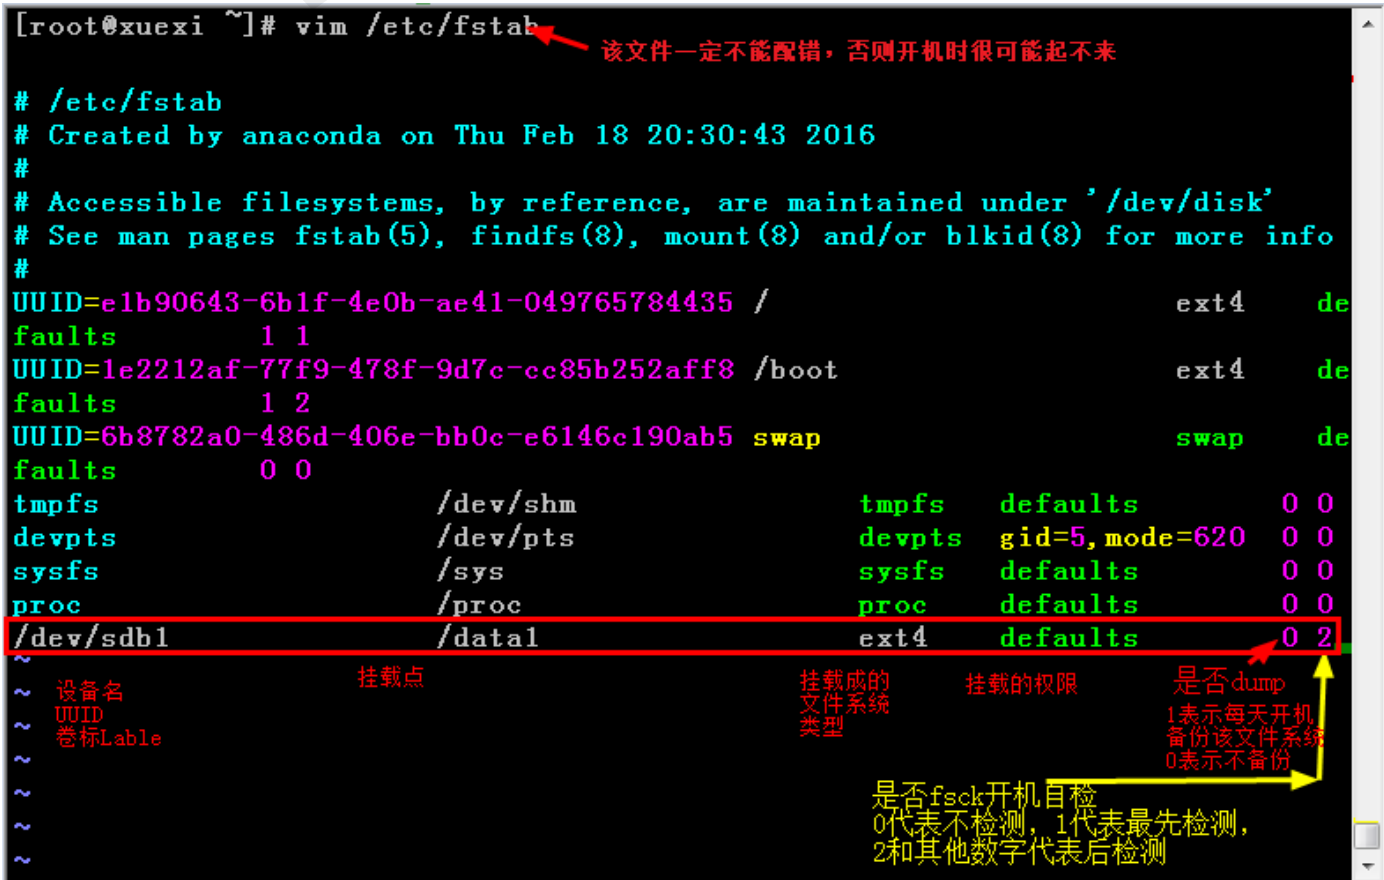 [root@xuexi ~]# vim /etc/fstab
该文件一定不能配错，否则开机时很可能起不来
# /etc/fstab
# Created by anaconda on Thu Feb 18 20:30:43 2016
#
# Accessible filesystems, by reference, are maintained under '/dev/disk'
# See man pages fstab(5), findfs(8), mount(8) and/or blkid(8) for more info
#
UUID=e1b90643-6b1f-4e0b-ae41-049765784435 / ext4 de
faults 1 1
UUID=1e2212af-77f9-478f-9d7c-cc85b252aff8 /boot ext4 de
faults 1 2
UUID=6b8782a0-486d-406e-bb0c-e6146c190ab5 swap swap de
faults 0 0
tmpfs /dev/shm tmpfs defaults 0 0
devpts /dev/pts devpts gid=5,mode=620 0 0
sysfs /sys sysfs defaults 0 0
proc /proc proc defaults 0 0
/dev/sdb1 /data1 ext4 defaults 0 2
~
~
~
~
~
~
~
设备名
UUID
卷标Lable
挂载点
挂载成的
文件系统
类型
挂载的权限
是否dump
1表示每天开机
备份该文件系统
0表示不备份
是否fsck开机自检
0代表不检测，1代表最先检测，
2和其他数字代表后检测